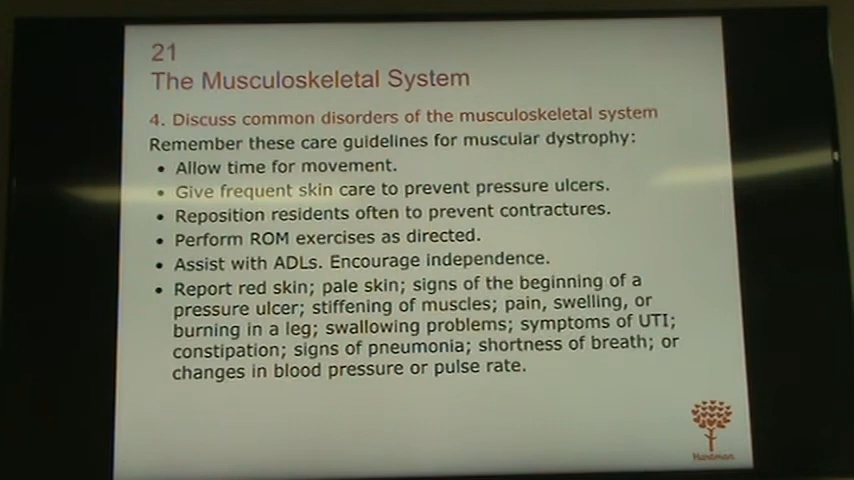 21
The Musculoskeletal System
4. Discuss common disorders of the musculoskeletal system
Remember these care guidelines for muscular dystrophy:
• Allow time for movement.
• Give frequent skin care to prevent pressure ulcers.
• Reposition residents often to prevent contractures.
• Perform ROM exercises as directed.
• Assist with ADLs. Encourage independence.
• Report red skin; pale skin; signs of the beginning of a
pressure ulcer; stiffening of muscles; pain, swelling, or
burning in a leg; swallowing problems; symptoms of UTI;
constipation; signs of pneumonia; shortness of breath; or
changes in blood pressure or pulse rate.
Hartman